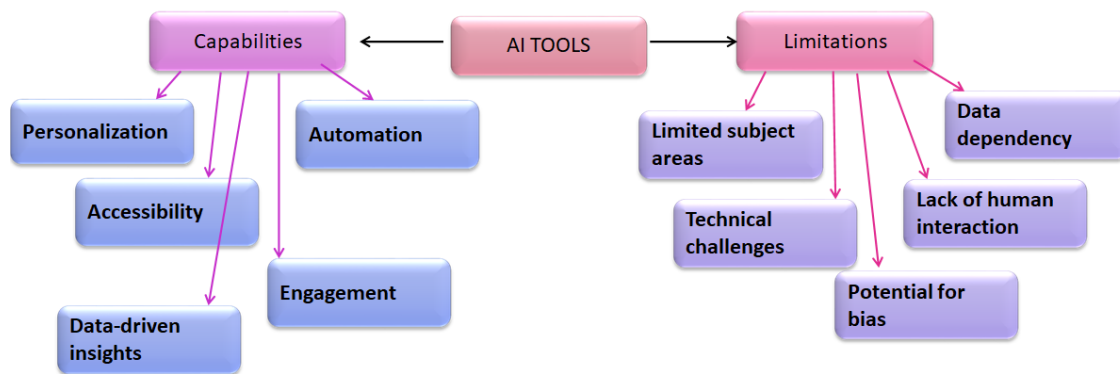 Capabilities
AI TOOLS
Limitations
Personalization
Automation
Accessibility
Engagement
Data-driven
insights
Limited subject
areas
Data
dependency
Technical
challenges
Lack of human
interaction
Potential for
bias